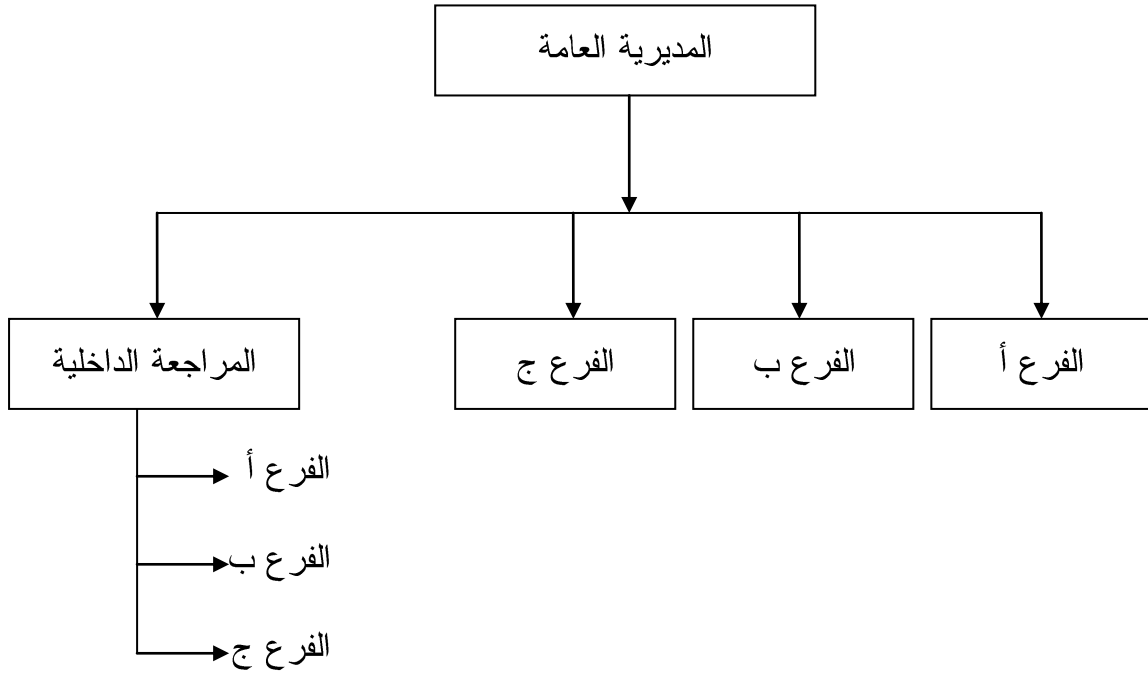 المديرية العامة
الفرع أ
الفرع ب
الفرع ج
المراجعة الداخلية
الفرع أ
الفرع ب
الفرع ج